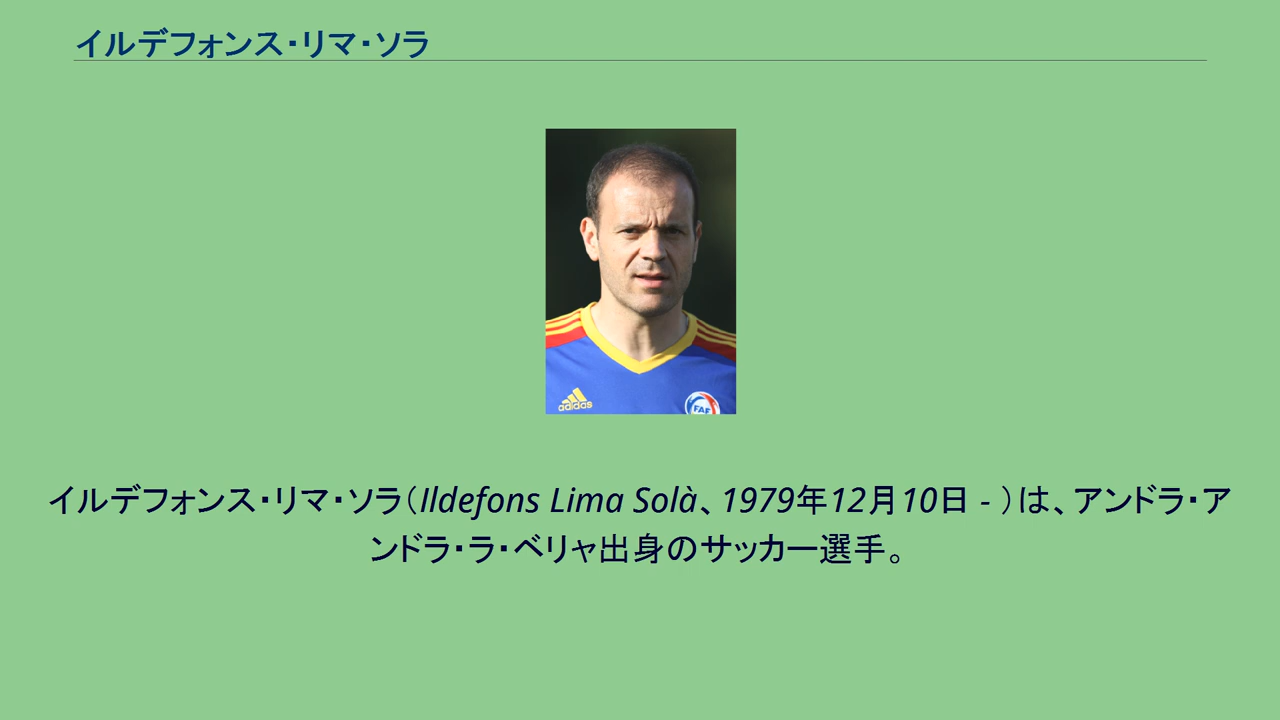 イルデフォンス・リマ・ソラ
adidas
FAF
イルデフォンス・リマ・ソラ（Ildefons Lima Solà、1979年12月10日 - ）は、アンドラ・ア
ンドラ・ラ・ベリャ出身のサッカー選手。